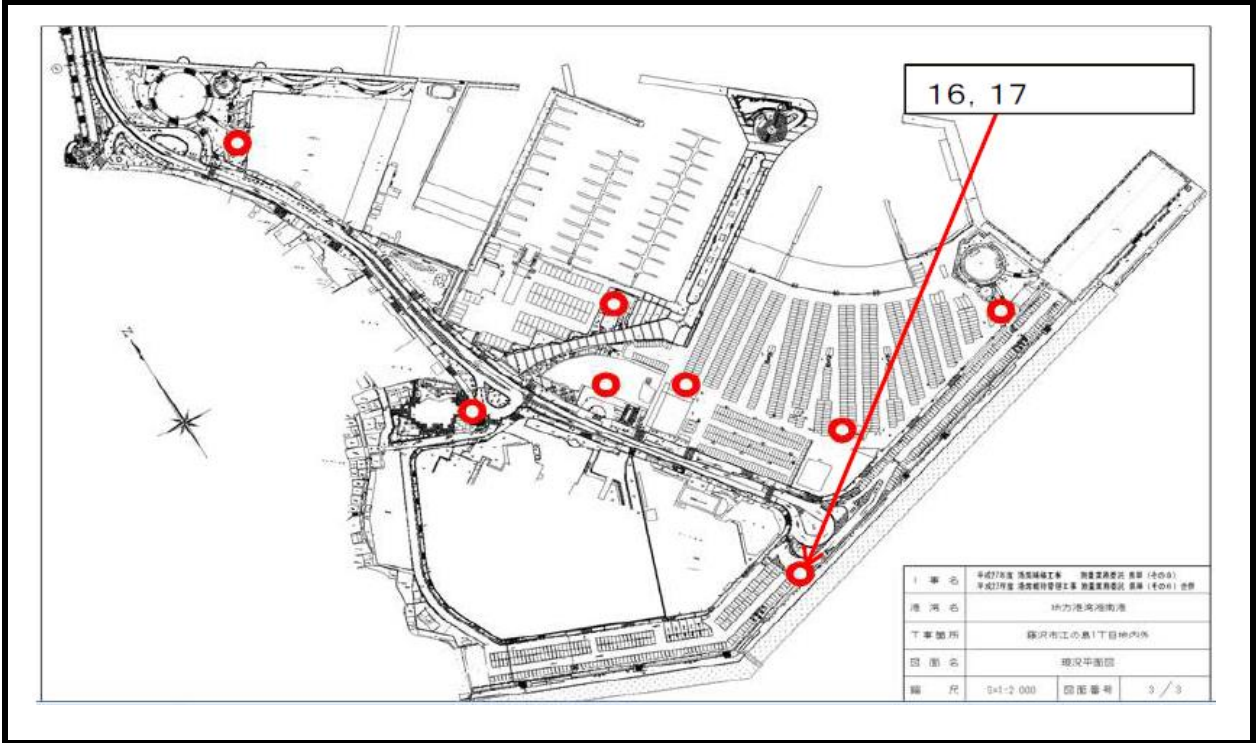 16, 17
工事名
平成27年度 港湾補修工事 測量業務委託 県単（その8）
平成27年度 港湾維持管理工事 測量業務委託 県単（その6）合併
港湾名
地方港湾湘南港
工事箇所
藤沢市江の島1丁目地内外
図面名
現況平面図
縮尺
S=1:2 000
図面番号
3／3
N